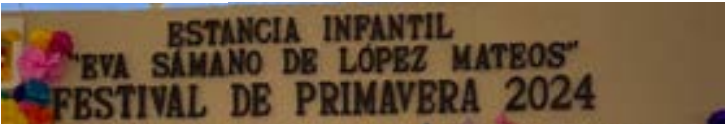 ESTANCIA INFANTIL
"EVA SÁMANO DE LÓPEZ MATEOS"
FESTIVAL DE PRIMAVERA 2024